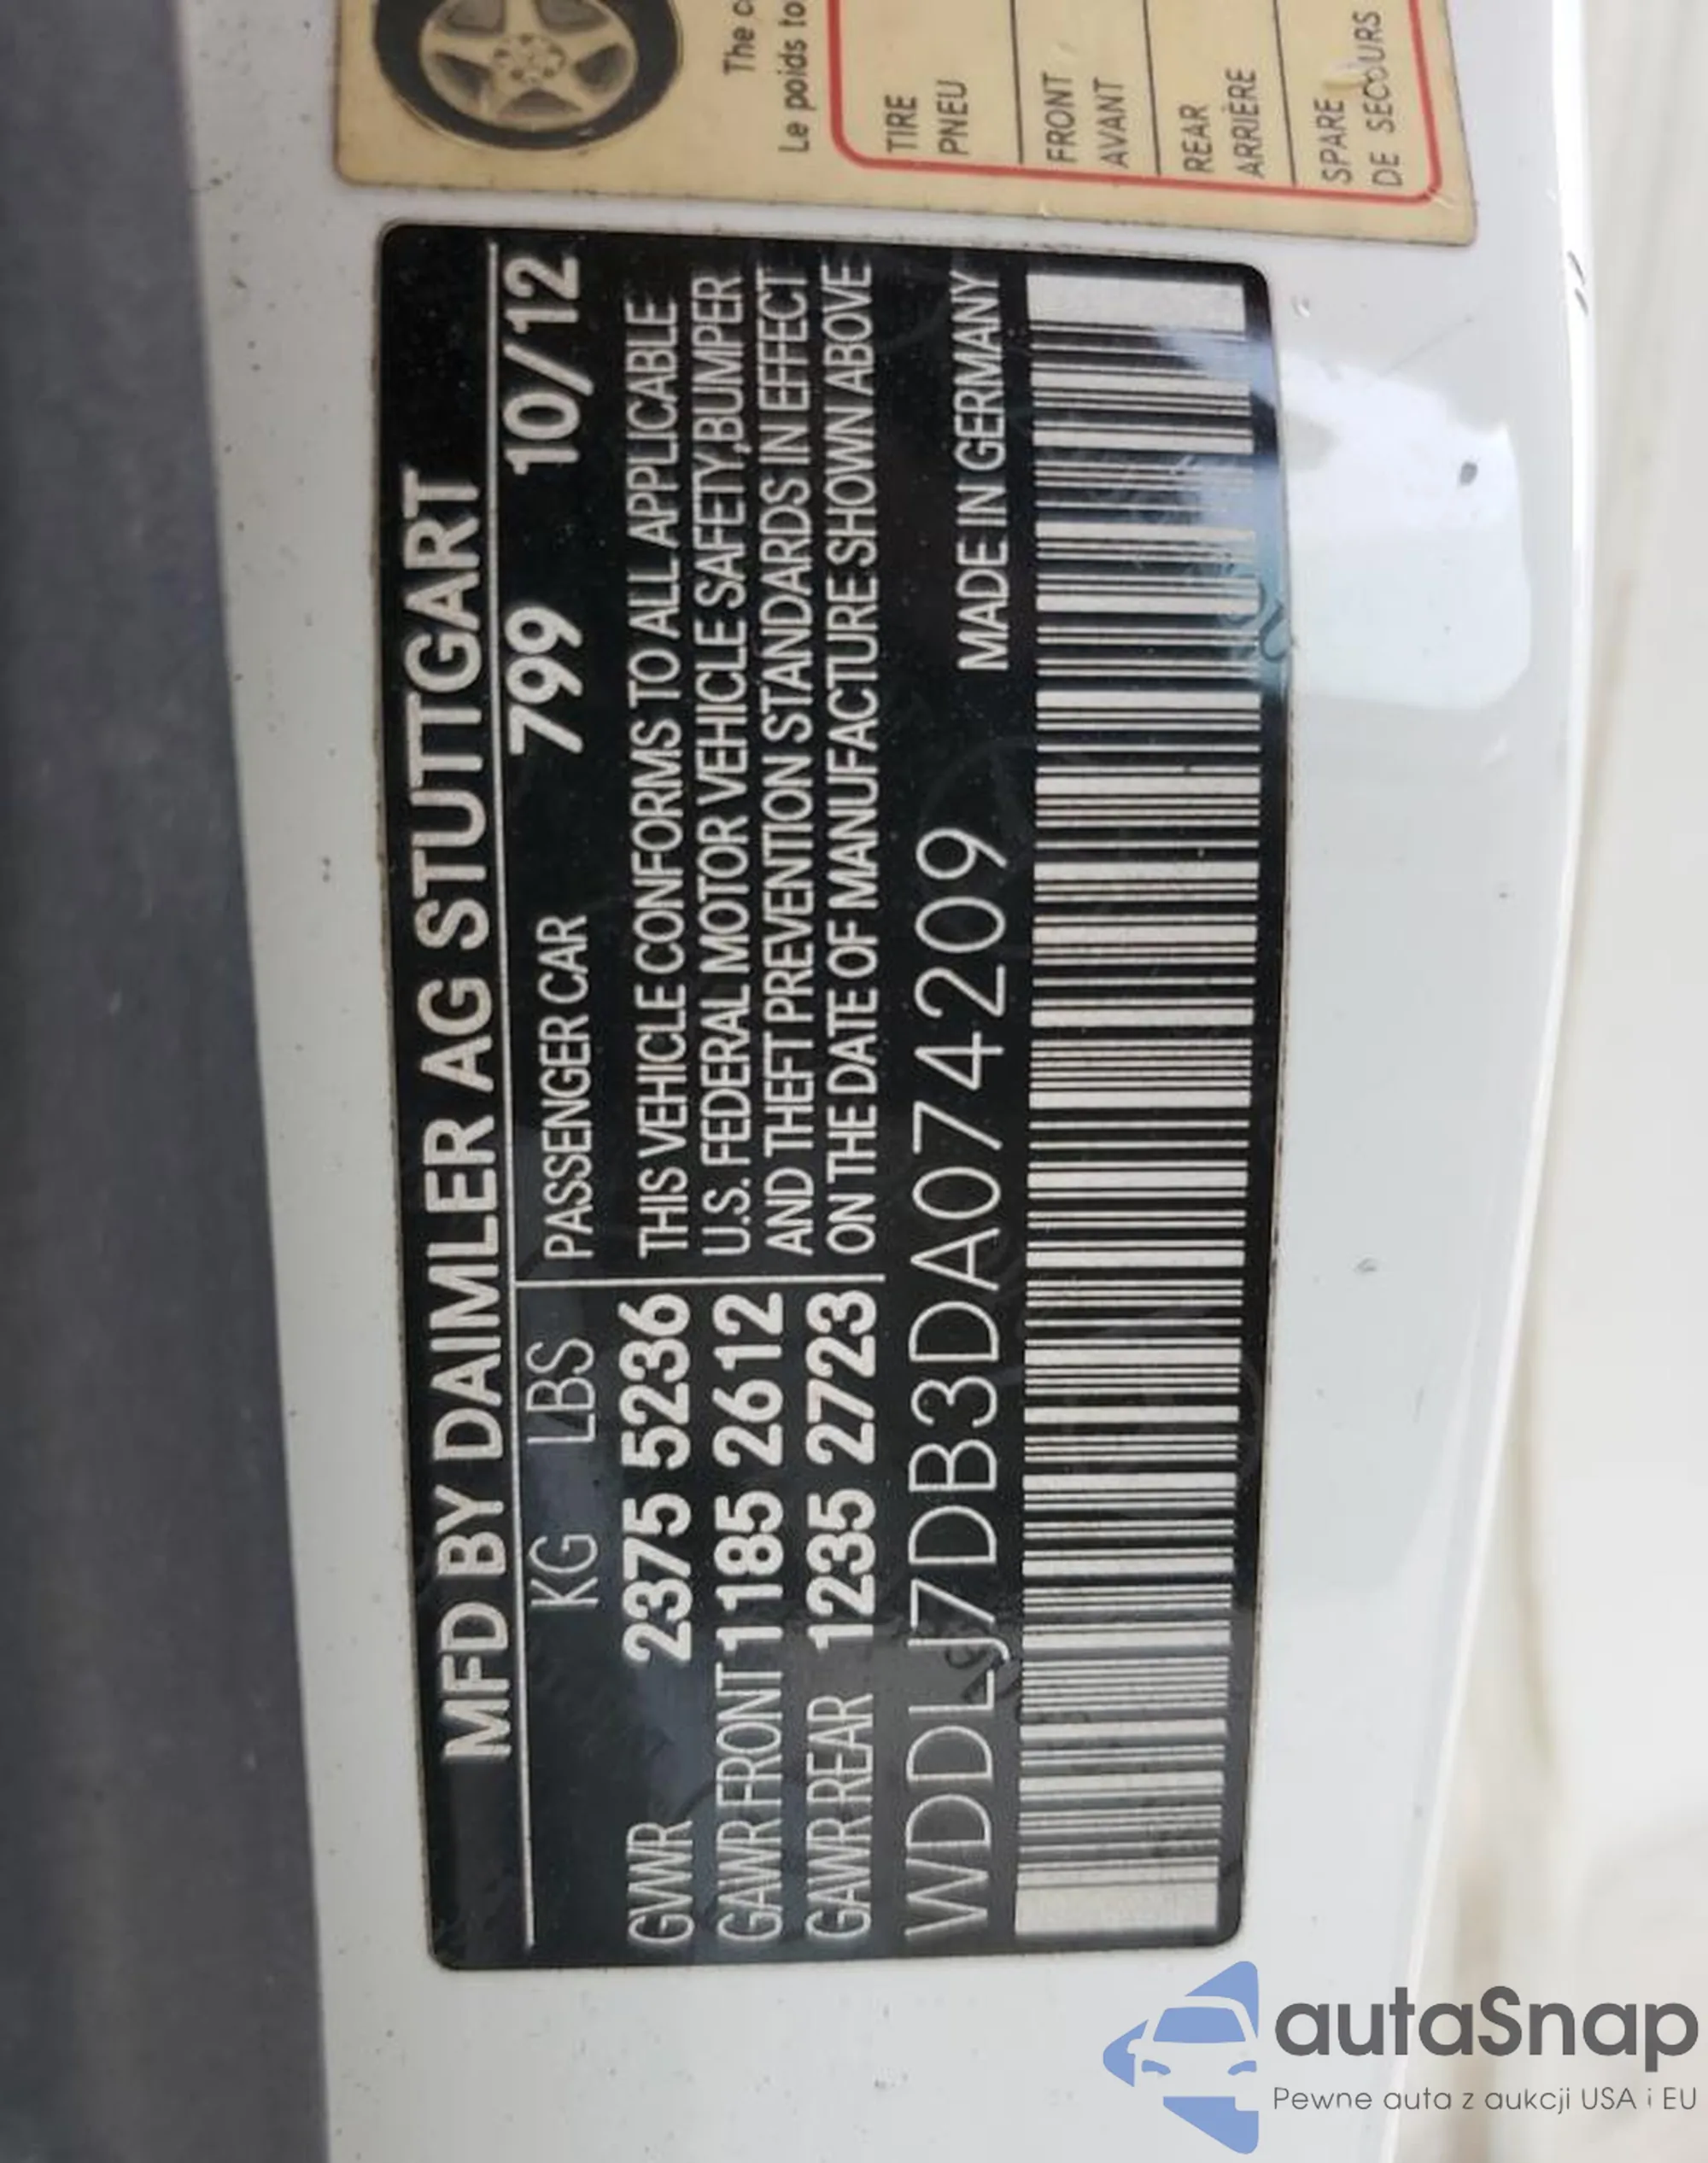 MFD BY DAIMLER AG STUTTGART
KG LBS PASSENGER CAR 799 10/12
GVWR 2375 5236 THIS VEHICLE CONFORMS TO ALL APPLICABLE
GAWR FRONT 1185 2612 U.S. FEDERAL MOTOR VEHICLE SAFETY, BUMPER
GAWR REAR 1235 2723 AND THEFT PREVENTION STANDARDS IN EFFECT
ON THE DATE OF MANUFACTURE SHOWN ABOVE
WDDLJ7DB3DA074209 MADE IN GERMANY
The
Le poids to
TIRE
PNEU
FRONT
AVANT
REAR
ARRIÈRE
SPARE
DE SECOURS
autaSnap
Pewne auta z aukcji USA i EU